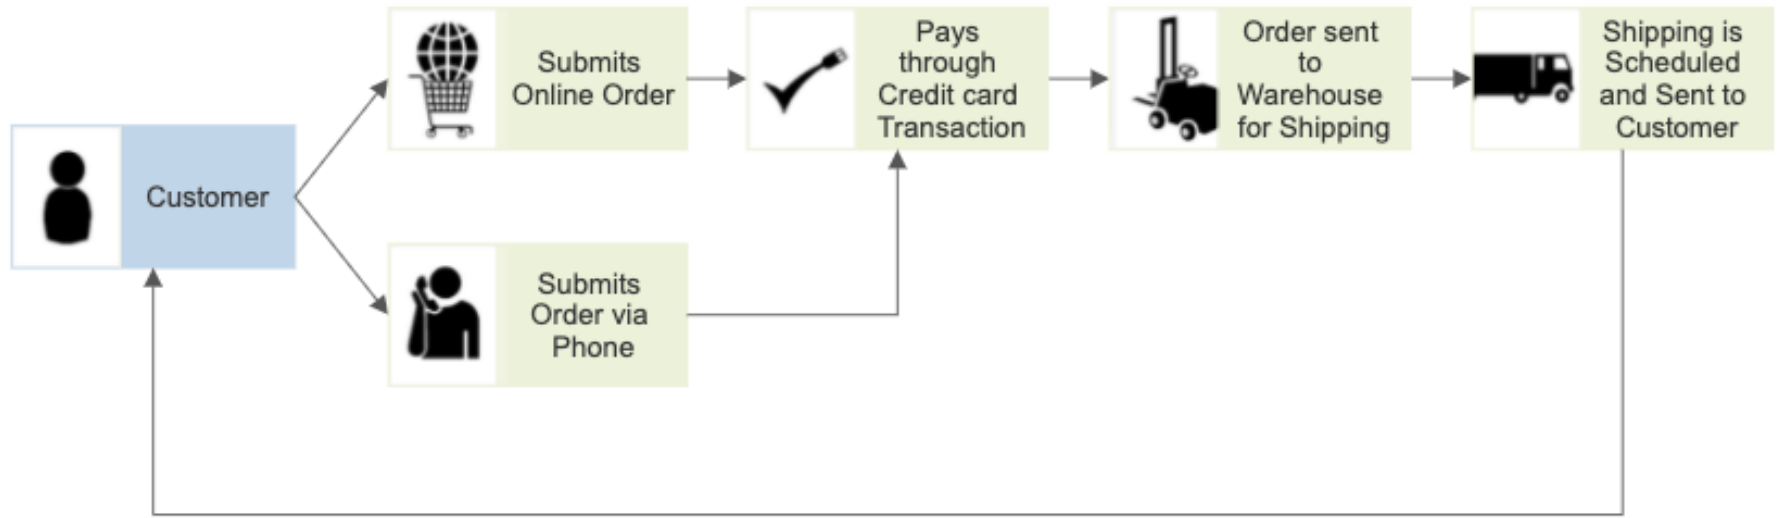 Customer
Submits
Online Order
Submits
Order via
Phone
Pays
through
Credit card
Transaction
Order sent
to
Warehouse
for Shipping
Shipping is
Scheduled
and Sent to
Customer